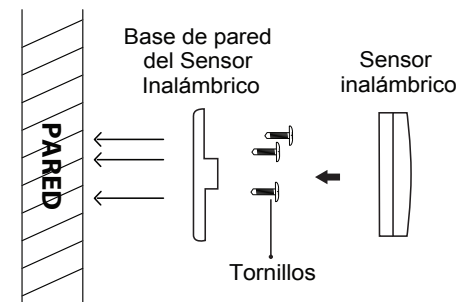 Base de pared
del Sensor
Inalámbrico
Sensor
inalámbrico
PARED
Tornillos